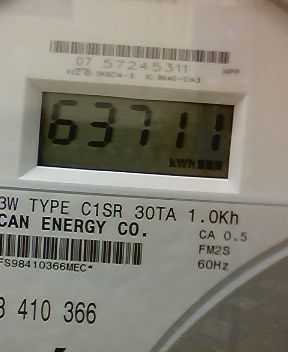 07 57245311
63711
kWh
3W TYPE C1SR 30TA 1.0Kh
CAN ENERGY CO.
CA 0.5
FM2S
FS98410366MEC*
60Hz
410 366